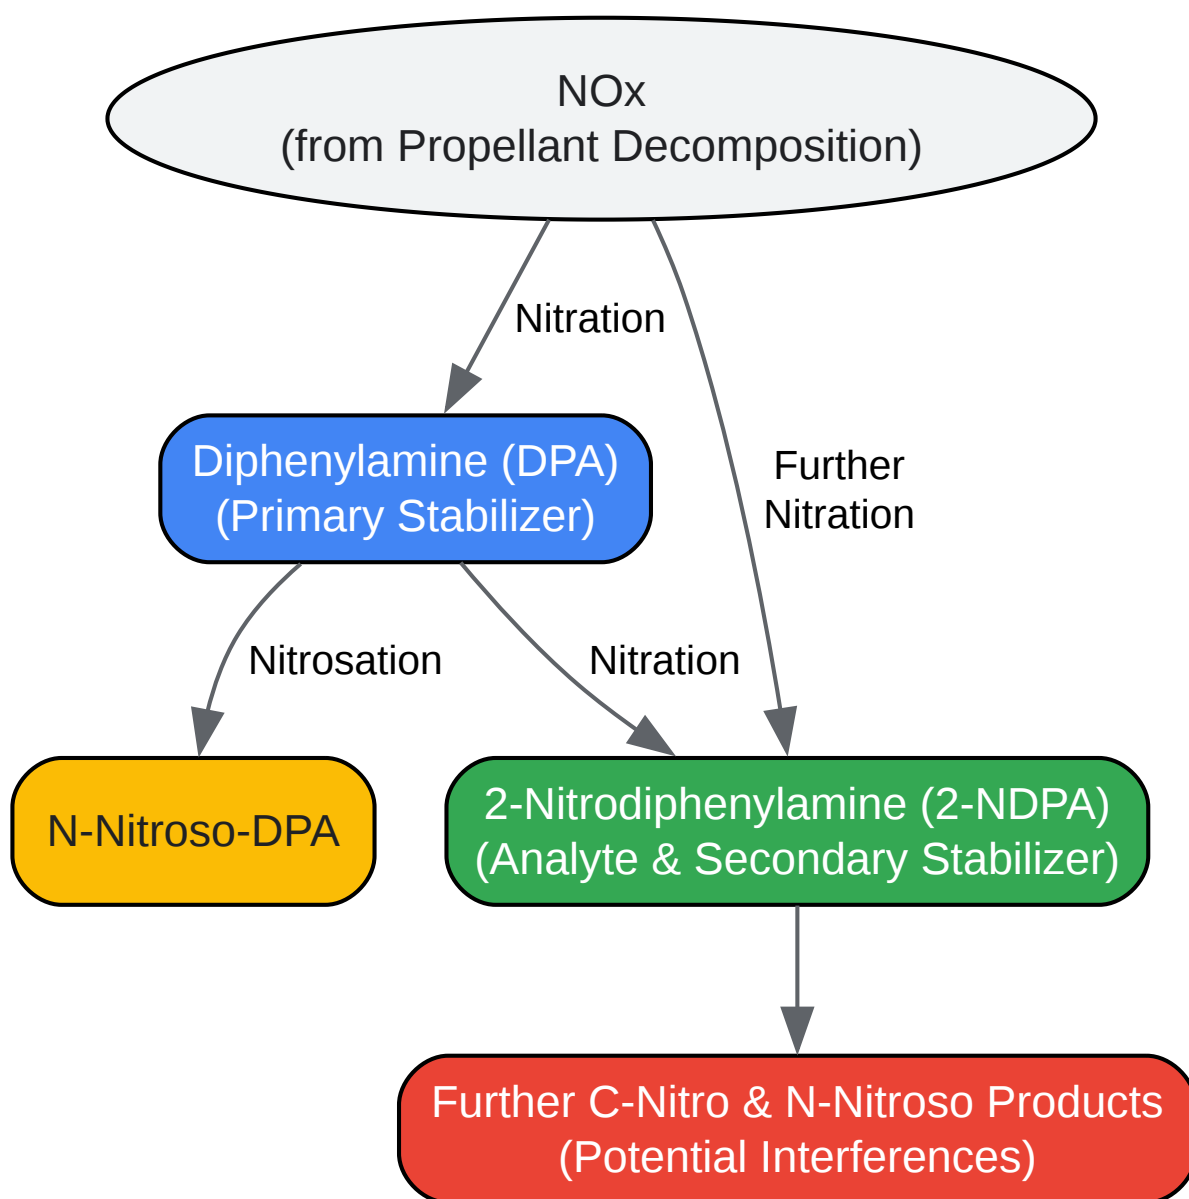 NOx
(from Propellant Decomposition)
Nitration
Diphenylamine (DPA)
(Primary Stabilizer)
Further
Nitration
Nitrosation
Nitration
N-Nitroso-DPA
2-Nitrodiphenylamine (2-NDPA)
(Analyte & Secondary Stabilizer)
Further C-Nitro & N-Nitroso Products
(Potential Interferences)